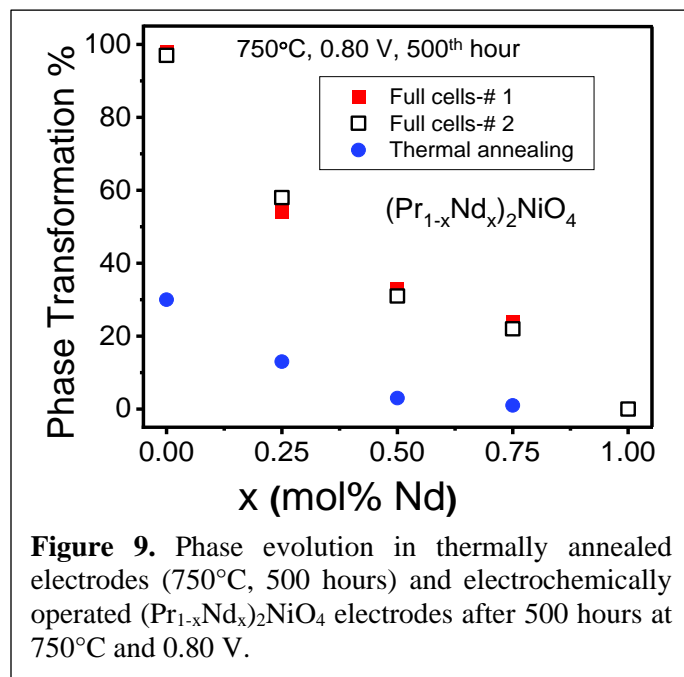 100
80
60
40
20
0
Phase Transformation %
750°C, 0.80 V, 500th hour
Full cells-# 1
Full cells-# 2
Thermal annealing
(Pr1-xNdx)2NiO4
0.00 0.25 0.50 0.75 1.00
x (mol% Nd)
Figure 9. Phase evolution in thermally annealed
electrodes (750°C, 500 hours) and electrochemically
operated (Pr1-xNdx)2NiO4 electrodes after 500 hours at
750°C and 0.80 V.